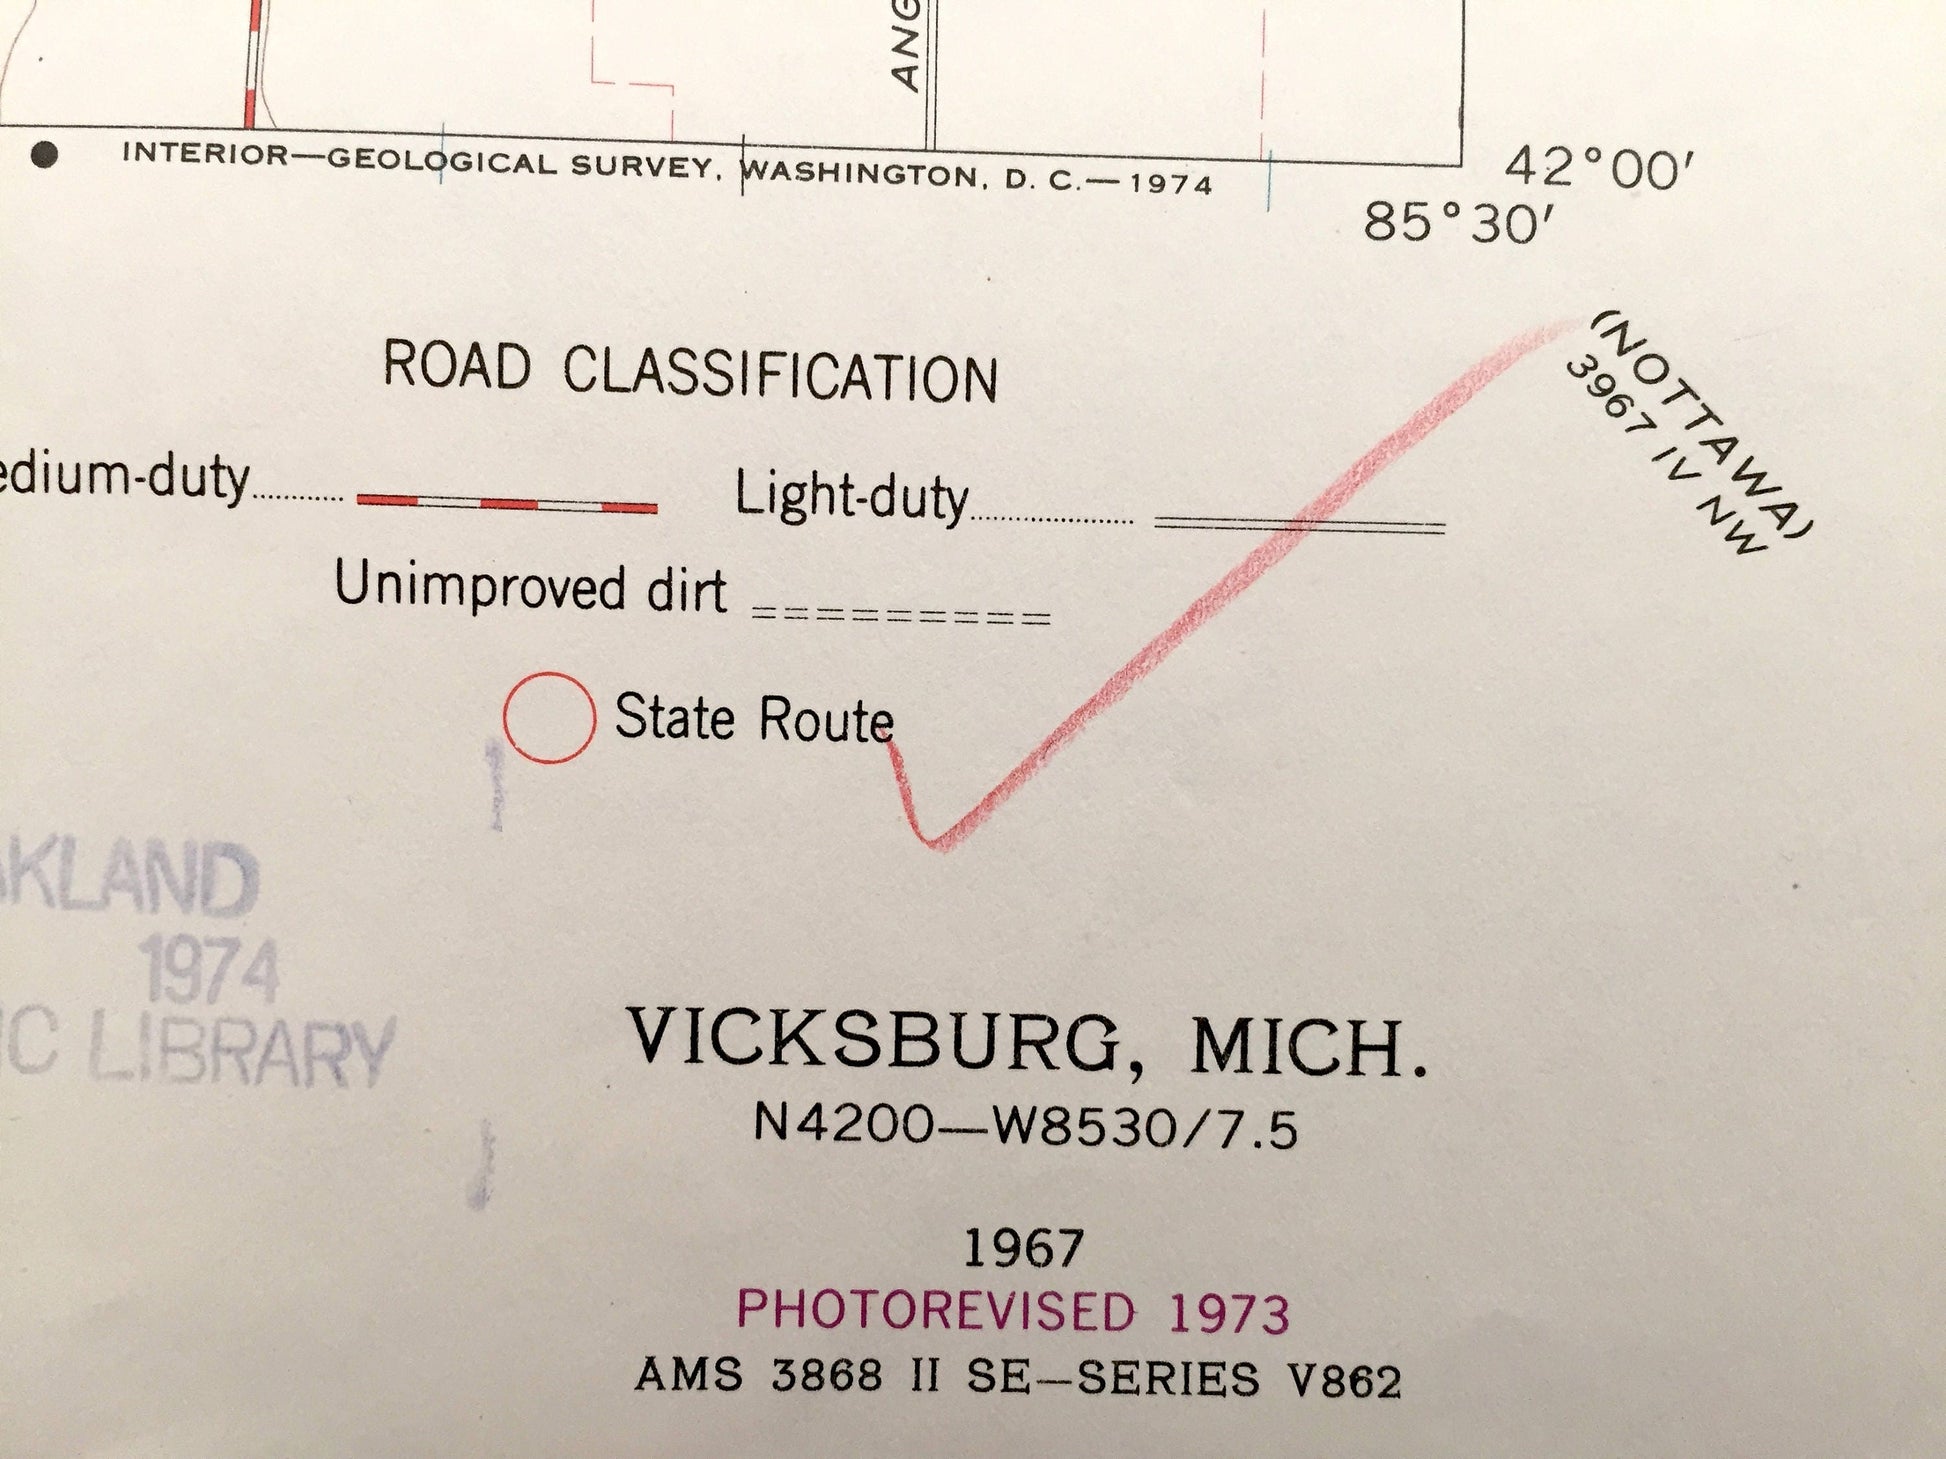 ANG
INTERIOR—GEOLOGICAL SURVEY, WASHINGTON, D. C.—1974
42°00′
85°30′
(NOTTAWA)
3967 IV NW
ROAD CLASSIFICATION
edium-duty
Light-duty
Unimproved dirt
State Route
KLAND
1974
IC LIBRARY
VICKSBURG, MICH.
N4200—W8530/7.5
1967
PHOTOREVISED 1973
AMS 3868 II SE—SERIES V862